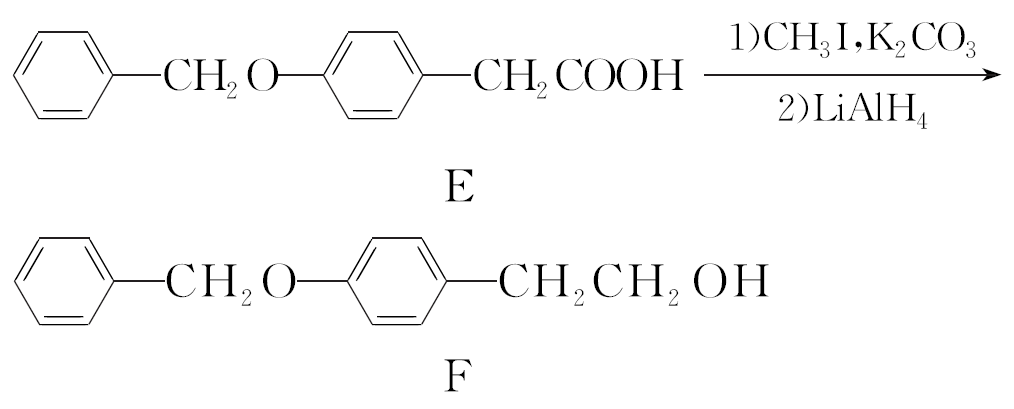 CH₂O CH₂COOH 1)CH₃I,K₂CO₃
2)LiAlH₄
E
CH₂O CH₂CH₂OH
F